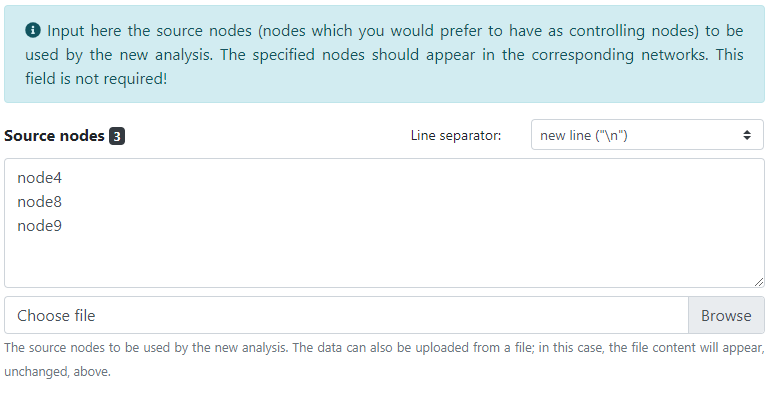 Input here the source nodes (nodes which you would prefer to have as controlling nodes) to be
used by the new analysis. The specified nodes should appear in the corresponding networks. This
field is not required!
Source nodes 3
Line separator:
new line ("\n")
node4
node8
node9
Choose file
Browse
The source nodes to be used by the new analysis. The data can also be uploaded from a file; in this case, the file content will appear,
unchanged, above.